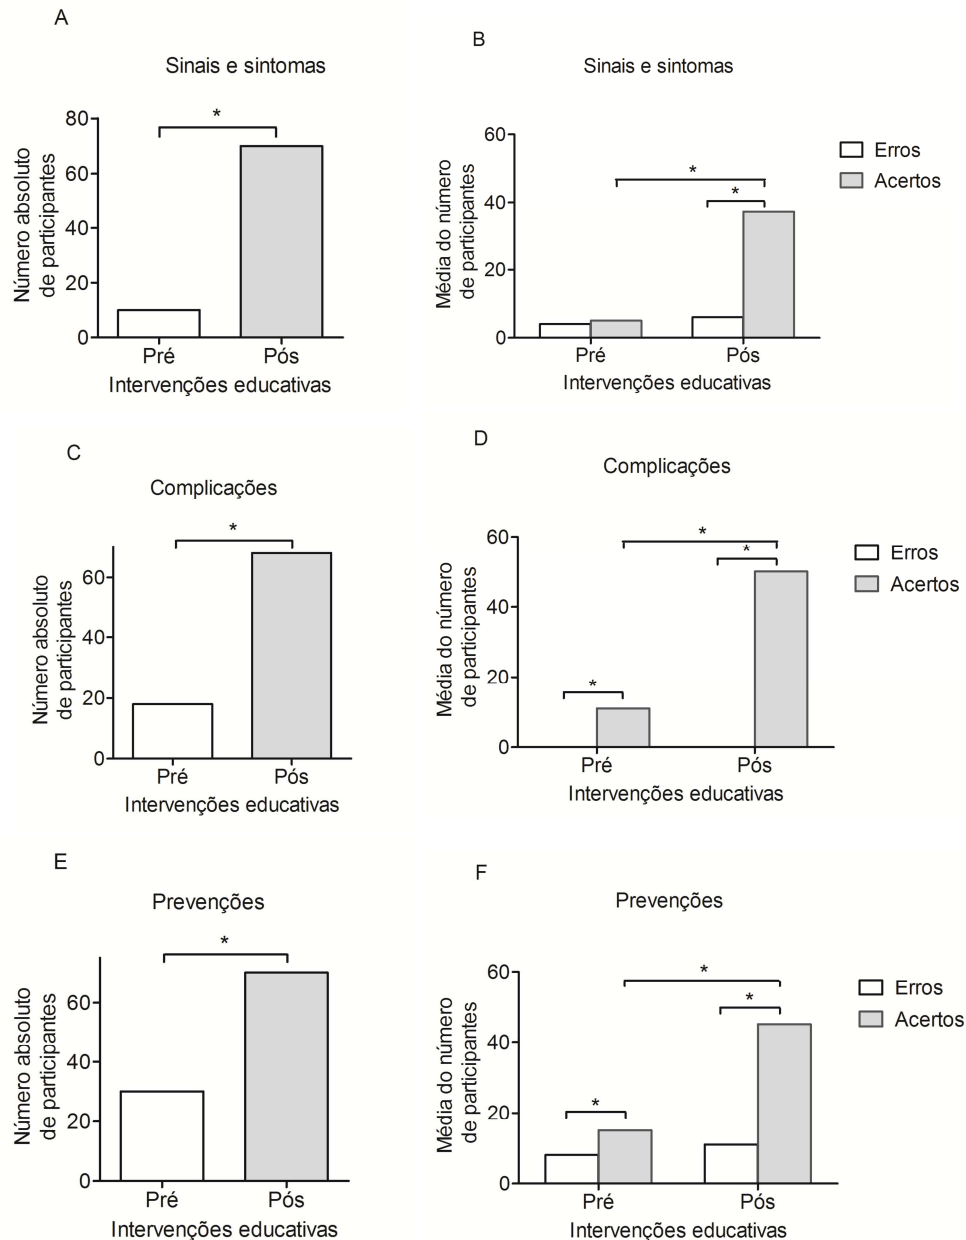 A
Sinais e sintomas
*
Número absoluto
de participantes
80
60
40
20
0
Pré
Pós
Intervenções educativas
B
Sinais e sintomas
*
*
Erros
Acertos
Média do número
de participantes
60
40
20
0
Pré
Pós
Intervenções educativas
C
Complicações
*
Número absoluto
de participantes
60
40
20
0
Pré
Pós
Intervenções educativas
D
Complicações
*
*
*
Erros
Acertos
Média do número
de participantes
60
40
20
0
Pré
Pós
Intervenções educativas
E
Prevenções
*
Número absoluto
de participantes
60
40
20
0
Pré
Pós
Intervenções educativas
F
Prevenções
*
*
*
Erros
Acertos
Média do número
de participantes
60
40
20
0
Pré
Pós
Intervenções educativas